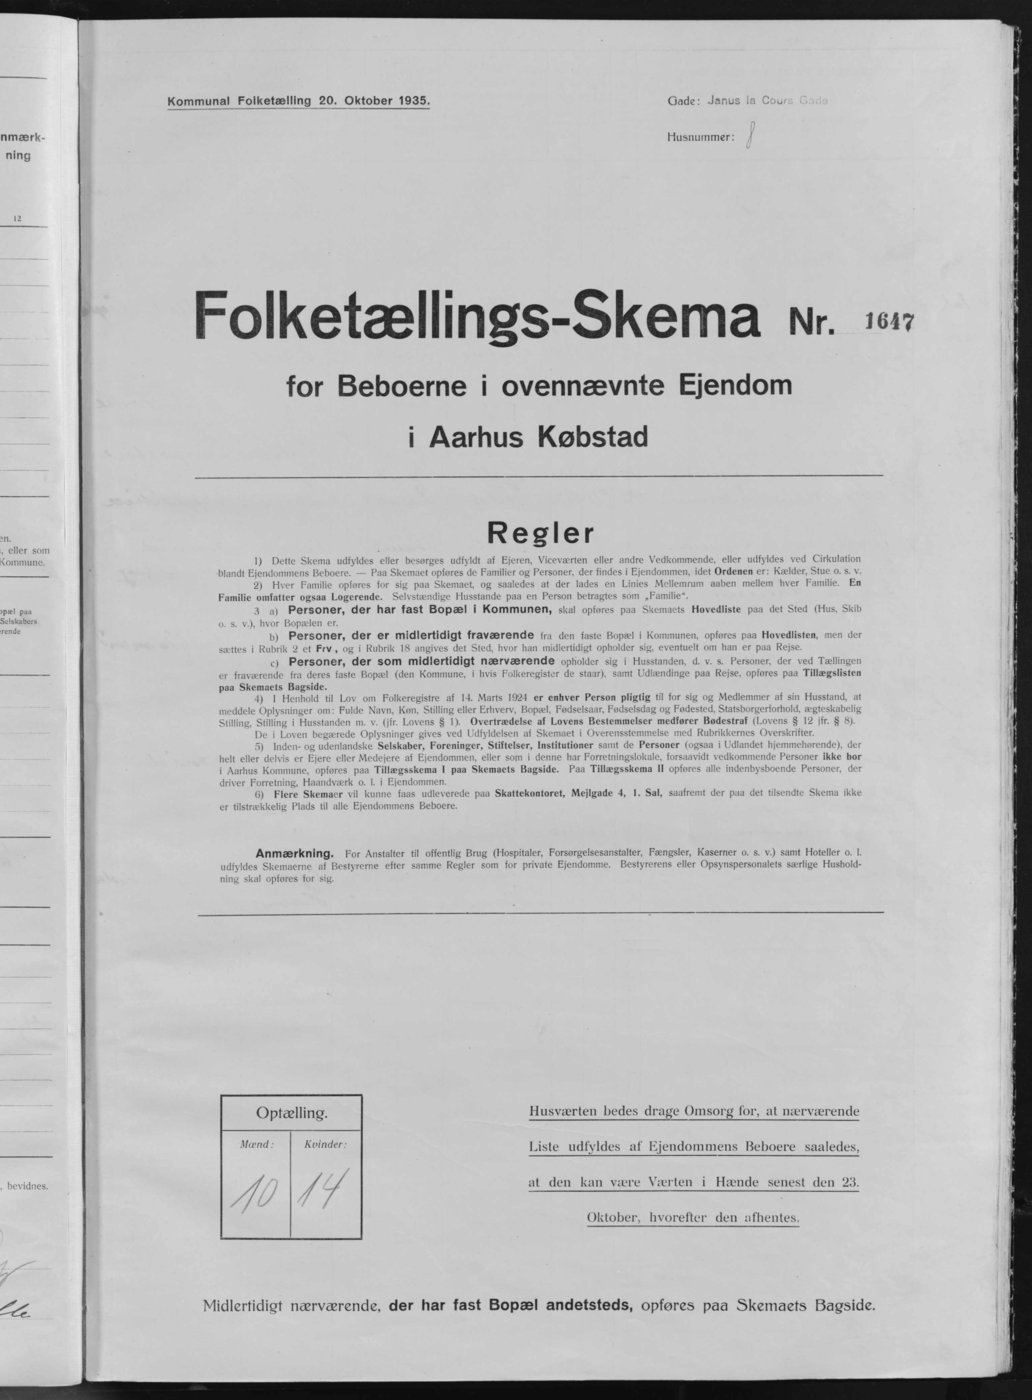 nmærk-
ning
12
en.
, eller som
Kommune.
opæl paa
Selskabers
erende
, bevidnes.
Kommunal Folketælling 20. Oktober 1935.
Gade: Janus la Cours Gade
Husnummer: 8
Folketællings-Skema Nr. 1647
for Beboerne i ovennævnte Ejendom
i Aarhus Købstad
Regler
1) Dette Skema udfyldes eller besørges udfyldt af Ejeren, Viceværten eller andre Vedkommende, eller udfyldes ved Cirkulation
blandt Ejendommens Beboere. — Paa Skemaet opføres de Familier og Personer, der findes i Ejendommen, idet Ordenen er: Kælder, Stue o. s. v.
2) Hver Familie opføres for sig paa Skemaet, og saaledes at der lades en Linies Mellemrum aaben mellem hver Familie. En
Familie omfatter ogsaa Logerende. Selvstændige Husstande paa en Person betragtes som „Familie“.
3 a) Personer, der har fast Bopæl i Kommunen, skal opføres paa Skemaets Hovedliste paa det Sted (Hus, Skib
o. s. v.), hvor Bopælen er.
b) Personer, der er midlertidigt fraværende fra den faste Bopæl i Kommunen, opføres paa Hovedlisten, men der
sættes i Rubrik 2 et Frv, og i Rubrik 18 angives det Sted, hvor han midlertidigt opholder sig, eventuelt om han er paa Rejse.
c) Personer, der som midlertidigt nærværende opholder sig i Husstanden, d. v. s. Personer, der ved Tællingen
er fraværende fra deres faste Bopæl (den Kommune, i hvis Folkeregister de staar), samt Udlændinge paa Rejse, opføres paa Tillægslisten
paa Skemaets Bagside.
4) I Henhold til Lov om Folkeregistre af 14. Marts 1924 er enhver Person pligtig til for sig og Medlemmer af sin Husstand, at
meddele Oplysninger om: Fulde Navn, Køn, Stilling eller Erhverv, Bopæl, Fødselsaar, Fødselsdag og Fødested, Statsborgerforhold, ægteskabelig
Stilling, Stilling i Husstanden m. v. (jfr. Lovens § 1). Overtrædelse af Lovens Bestemmelser medfører Bødestraf (Lovens § 12 jfr. § 8).
De i Loven begærede Oplysninger gives ved Udfyldelsen af Skemaet i Overensstemmelse med Rubrikkernes Overskrifter.
5) Inden- og udenlandske Selskaber, Foreninger, Stiftelser, Institutioner samt de Personer (ogsaa i Udlandet hjemmehørende), der
helt eller delvis er Ejere eller Medejere af Ejendommen, eller som i denne har Forretningslokale, forsaavidt vedkommende Personer ikke bor
i Aarhus Kommune, opføres paa Tillægsskema I paa Skemaets Bagside. Paa Tillægsskema II opføres alle indenbysboende Personer, der
driver Forretning, Haandværk o. l. i Ejendommen.
6) Flere Skemaer vil kunne faas udleverede paa Skattekontoret, Mejlgade 4, 1. Sal, saafremt der paa det tilsendte Skema ikke
er tilstrækkelig Plads til alle Ejendommens Beboere.
Anmærkning. For Anstalter til offentlig Brug (Hospitaler, Forsørgelsesanstalter, Fængsler, Kaserner o. s. v.) samt Hoteller o. l.
udfyldes Skemaerne af Bestyrerne efter samme Regler som for private Ejendomme. Bestyrerens eller Opsynspersonalets særlige Hushold-
ning skal opføres for sig.
Optælling.
Mænd: Kvinder:
10 14
Husværten bedes drage Omsorg for, at nærværende
Liste udfyldes af Ejendommens Beboere saaledes,
at den kan være Værten i Hænde senest den 23.
Oktober, hvorefter den afhentes.
Midlertidigt nærværende, der har fast Bopæl andetsteds, opføres paa Skemaets Bagside.